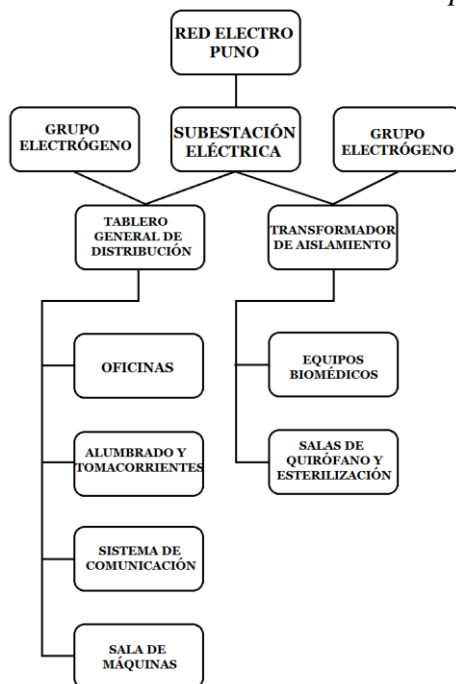 RED ELECTRO
PUNO
GRUPO
ELECTRÓGENO
SUBESTACIÓN
ELÉCTRICA
GRUPO
ELECTRÓGENO
TABLERO
GENERAL DE
DISTRIBUCIÓN
TRANSFORMADOR
DE AISLAMIENTO
OFICINAS
ALUMBRADO Y
TOMACORRIENTES
SISTEMA DE
COMUNICACIÓN
SALA DE
MÁQUINAS
EQUIPOS
BIOMÉDICOS
SALAS DE
QUIRÓFANO Y
ESTERILIZACIÓN